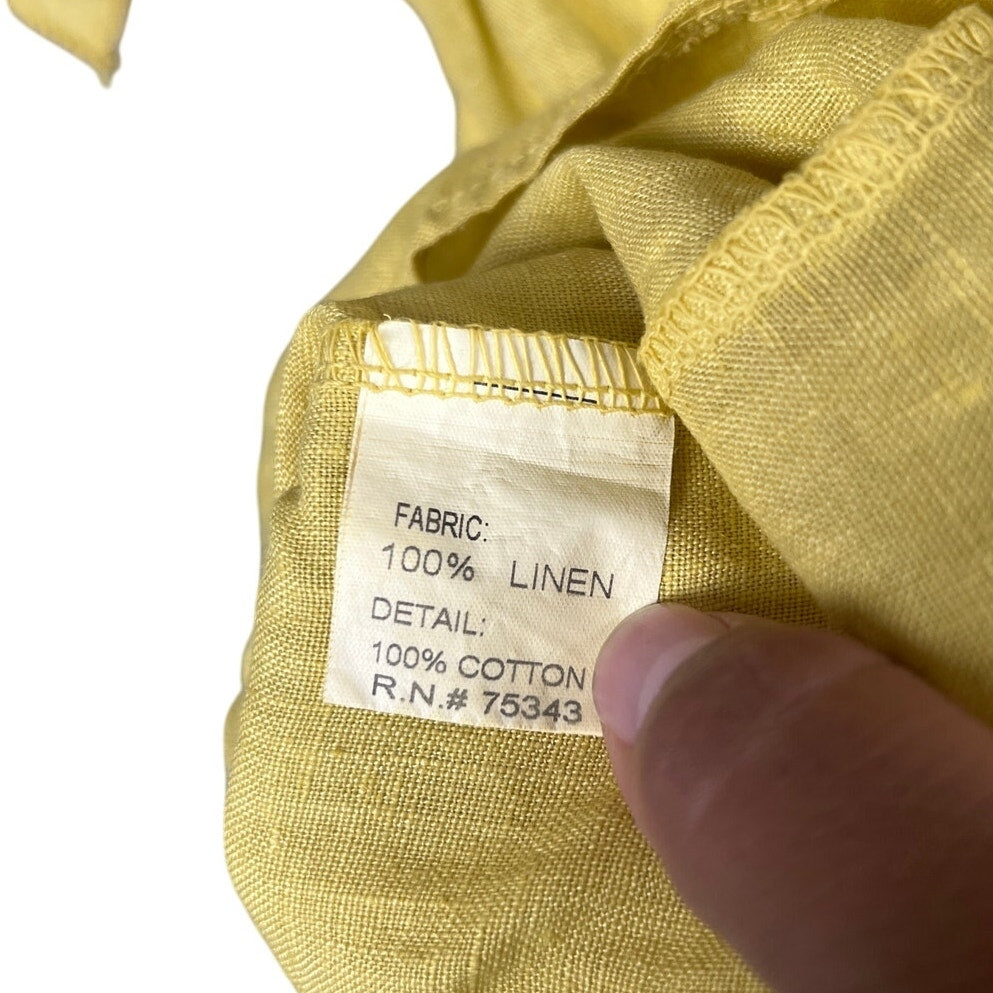 FABRIC:
100% LINEN
DETAIL:
100% COTTON
R.N.# 75343